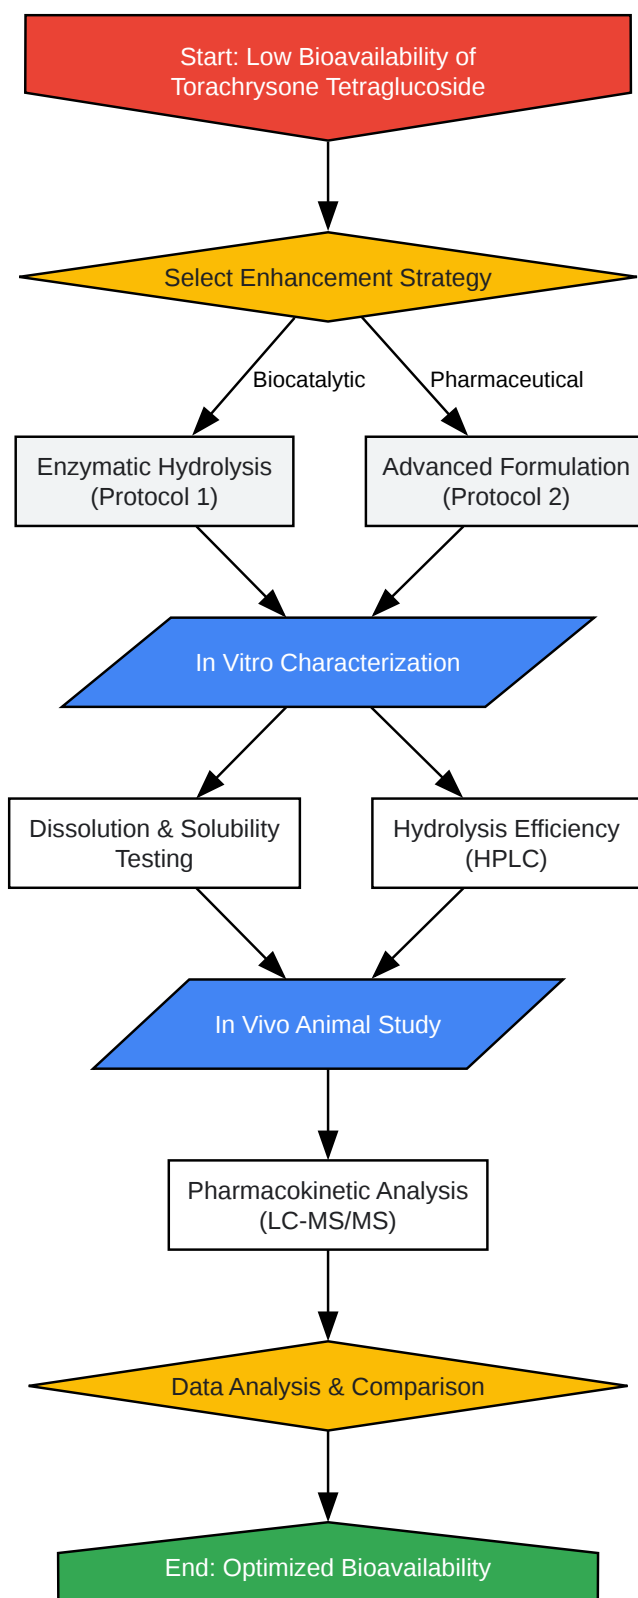 Start: Low Bioavailability of
Torachrysone Tetraglucoside
Select Enhancement Strategy
Biocatalytic
Pharmaceutical
Enzymatic Hydrolysis
(Protocol 1)
Advanced Formulation
(Protocol 2)
In Vitro Characterization
Dissolution & Solubility
Testing
Hydrolysis Efficiency
(HPLC)
In Vivo Animal Study
Pharmacokinetic Analysis
(LC-MS/MS)
Data Analysis & Comparison
End: Optimized Bioavailability